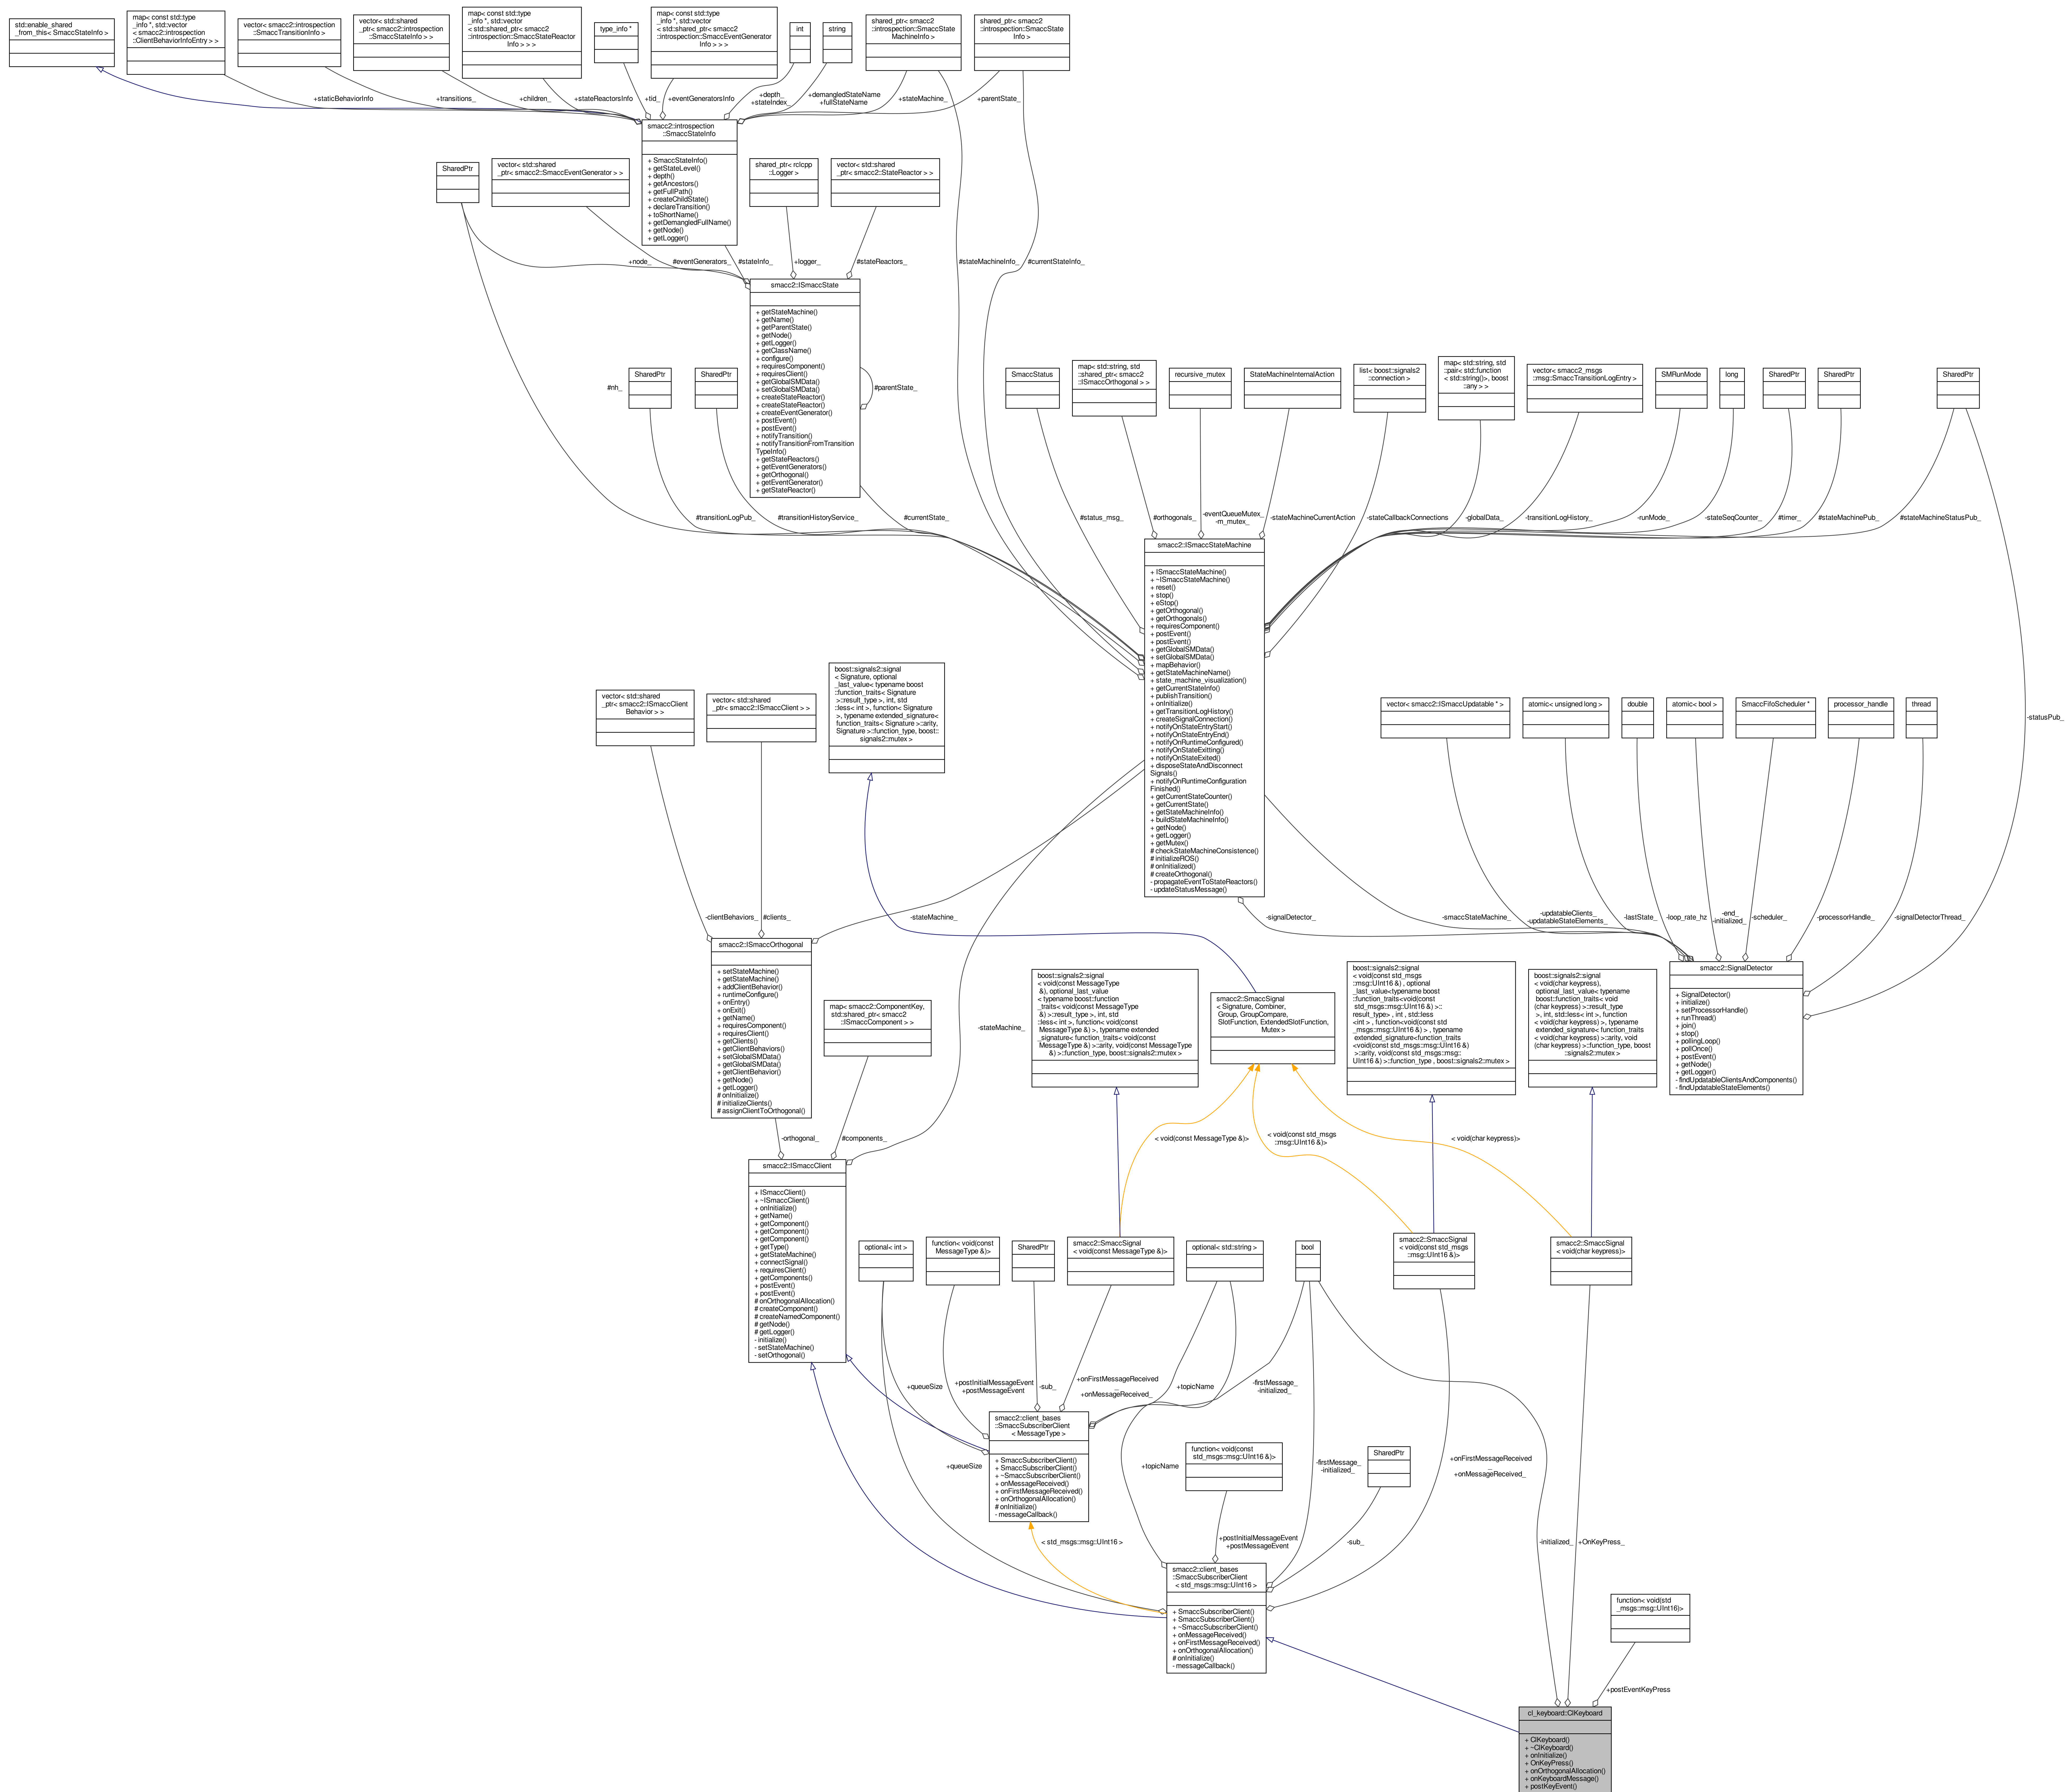 std::enable_shared
_from_this< SmaccStateInfo >
map< const std::type
_info *, std::vector
< smacc2::introspection
::ClientBehaviorInfoEntry > >
vector< smacc2::introspection
::SmaccTransitionInfo >
vector< std::shared
_ptr< smacc2::introspection
::SmaccStateInfo > >
map< const std::type
_info *, std::vector
< std::shared_ptr< smacc2
::introspection::SmaccStateReactor
Info > > >
type_info *
map< const std::type
_info *, std::vector
< std::shared_ptr< smacc2
::introspection::SmaccEventGenerator
Info > > >
int
string
shared_ptr< smacc2
::introspection::SmaccState
MachineInfo >
shared_ptr< smacc2
::introspection::SmaccState
Info >
+staticBehaviorInfo
+transitions_
+children_
+stateReactorsInfo
+tid_
+eventGeneratorsInfo
+depth_
+stateIndex_
+demangledStateName
+fullStateName
+stateMachine_
+parentState_
smacc2::introspection
::SmaccStateInfo
+ SmaccStateInfo()
+ getStateLevel()
+ depth()
+ getAncestors()
+ getFullPath()
+ createChildState()
+ declareTransition()
+ toShortName()
+ getDemangledFullName()
+ getNode()
+ getLogger()
SharedPtr
vector< std::shared
_ptr< smacc2::SmaccEventGenerator > >
shared_ptr< rclcpp
::Logger >
vector< std::shared
_ptr< smacc2::StateReactor > >
+node_
#eventGenerators_
#stateInfo_
+logger_
#stateReactors_
#stateMachineInfo_
#currentStateInfo_
smacc2::ISmaccState
+ getStateMachine()
+ getName()
+ getParentState()
+ getNode()
+ getLogger()
+ getClassName()
+ configure()
+ requiresComponent()
+ requiresClient()
+ getGlobalSMData()
+ setGlobalSMData()
+ createStateReactor()
+ createStateReactor()
+ createEventGenerator()
+ postEvent()
+ postEvent()
+ notifyTransition()
+ notifyTransitionFromTransition
TypeInfo()
+ getStateReactors()
+ getEventGenerators()
+ getOrthogonal()
+ getEventGenerator()
+ getStateReactor()
#parentState_
#nh_
SharedPtr
SharedPtr
SmaccStatus
map< std::string, std
::shared_ptr< smacc2
::ISmaccOrthogonal > >
recursive_mutex
StateMachineInternalAction
list< boost::signals2
::connection >
map< std::string, std
::pair< std::function
< std::string()>, boost
::any > >
vector< smacc2_msgs
::msg::SmaccTransitionLogEntry >
SMRunMode
long
SharedPtr
SharedPtr
SharedPtr
#transitionLogPub_
#transitionHistoryService_
#currentState_
#status_msg_
#orthogonals_
-eventQueueMutex_
-m_mutex_
-stateMachineCurrentAction
-stateCallbackConnections
-globalData_
-transitionLogHistory_
-runMode_
-stateSeqCounter_
#timer_
#stateMachinePub_
#stateMachineStatusPub_
smacc2::ISmaccStateMachine
+ ISmaccStateMachine()
+ ~ISmaccStateMachine()
+ reset()
+ stop()
+ eStop()
+ getOrthogonal()
+ getOrthogonals()
+ requiresComponent()
+ postEvent()
+ postEvent()
+ getGlobalSMData()
+ setGlobalSMData()
+ mapBehavior()
+ getStateMachineName()
+ state_machine_visualization()
+ getCurrentStateInfo()
+ publishTransition()
+ onInitialize()
+ getTransitionLogHistory()
+ createSignalConnection()
+ notifyOnStateEntryStart()
+ notifyOnStateEntryEnd()
+ notifyOnRuntimeConfigured()
+ notifyOnStateExitting()
+ notifyOnStateExited()
+ disposeStateAndDisconnect
Signals()
+ notifyOnRuntimeConfiguration
Finished()
+ getCurrentStateCounter()
+ getCurrentState()
+ getStateMachineInfo()
+ buildStateMachineInfo()
+ getNode()
+ getLogger()
+ getMutex()
# checkStateMachineConsistence()
# initializeROS()
# onInitialized()
# createOrthogonal()
- propagateEventToStateReactors()
- updateStatusMessage()
vector< std::shared
_ptr< smacc2::ISmaccClient
Behavior > >
vector< std::shared
_ptr< smacc2::ISmaccClient > >
boost::signals2::signal
< Signature, optional
_last_value< typename boost
::function_traits< Signature
>::result_type >, int, std
::less< int >, function< Signature
>, typename extended_signature<
function_traits< Signature >::arity,
Signature >::function_type, boost::
signals2::mutex >
vector< smacc2::ISmaccUpdatable * >
atomic< unsigned long >
double
atomic< bool >
SmaccFifoScheduler *
processor_handle
thread
-statusPub_
-clientBehaviors_
#clients_
-stateMachine_
-signalDetector_
-smaccStateMachine_
-updatableClients_
-updatableStateElements_
-lastState_
-loop_rate_hz
-end_
-initialized_
-scheduler_
-processorHandle_
-signalDetectorThread_
smacc2::ISmaccOrthogonal
+ setStateMachine()
+ getStateMachine()
+ addClientBehavior()
+ runtimeConfigure()
+ onEntry()
+ onExit()
+ getName()
+ requiresComponent()
+ requiresClient()
+ getClients()
+ getClientBehaviors()
+ setGlobalSMData()
+ getGlobalSMData()
+ getClientBehavior()
+ getNode()
+ getLogger()
# onInitialize()
# initializeClients()
# assignClientToOrthogonal()
map< smacc2::ComponentKey,
std::shared_ptr< smacc2
::ISmaccComponent > >
-stateMachine_
boost::signals2::signal
< void(const MessageType
&), optional_last_value
< typename boost::function
_traits< void(const MessageType
&) >::result_type >, int, std
::less< int >, function< void(const
MessageType &) >, typename extended
_signature< function_traits< void(const
MessageType &) >::arity, void(const MessageType
&) >::function_type, boost::signals2::mutex >
smacc2::SmaccSignal
< Signature, Combiner,
Group, GroupCompare,
SlotFunction, ExtendedSlotFunction,
Mutex >
boost::signals2::signal
< void(const std_msgs
::msg::UInt16 &) , optional
_last_value<typename boost
::function_traits<void(const
std_msgs::msg::UInt16 &) >::
result_type> , int , std::less
<int > , function<void(const std
_msgs::msg::UInt16 &) > , typename
extended_signature<function_traits
<void(const std_msgs::msg::UInt16 &)
>::arity, void(const std_msgs::msg::
UInt16 &) >::function_type , boost::signals2::mutex >
boost::signals2::signal
< void(char keypress),
optional_last_value< typename
boost::function_traits< void
(char keypress) >::result_type
>, int, std::less< int >, function
< void(char keypress) >, typename
extended_signature< function_traits
< void(char keypress) >::arity, void
(char keypress) >::function_type, boost
::signals2::mutex >
smacc2::SignalDetector
+ SignalDetector()
+ initialize()
+ setProcessorHandle()
+ runThread()
+ join()
+ stop()
+ pollingLoop()
+ pollOnce()
+ postEvent()
+ getNode()
+ getLogger()
- findUpdatableClientsAndComponents()
- findUpdatableStateElements()
-orthogonal_
#components_
< void(const MessageType &)>
< void(const std_msgs
::msg::UInt16 &)>
< void(char keypress)>
smacc2::ISmaccClient
+ ISmaccClient()
+ ~ISmaccClient()
+ onInitialize()
+ getName()
+ getComponent()
+ getComponent()
+ getComponent()
+ getType()
+ getStateMachine()
+ connectSignal()
+ requiresClient()
+ getComponents()
+ postEvent()
+ postEvent()
# onOrthogonalAllocation()
# createComponent()
# createNamedComponent()
# getNode()
# getLogger()
- initialize()
- setStateMachine()
- setOrthogonal()
optional< int >
function< void(const
MessageType &)>
SharedPtr
smacc2::SmaccSignal
< void(const MessageType &)>
optional< std::string >
bool
smacc2::SmaccSignal
< void(const std_msgs
::msg::UInt16 &)>
smacc2::SmaccSignal
< void(char keypress)>
+queueSize
+postInitialMessageEvent
+postMessageEvent
-sub_
+onFirstMessageReceived
_
+onMessageReceived_
+topicName
-firstMessage_
-initialized_
smacc2::client_bases
::SmaccSubscriberClient
< MessageType >
+ SmaccSubscriberClient()
+ SmaccSubscriberClient()
+ ~SmaccSubscriberClient()
+ onMessageReceived()
+ onFirstMessageReceived()
+ onOrthogonalAllocation()
# onInitialize()
- messageCallback()
+queueSize
+topicName
function< void(const
std_msgs::msg::UInt16 &)>
-firstMessage_
-initialized_
SharedPtr
+onFirstMessageReceived
_
+onMessageReceived_
< std_msgs::msg::UInt16 >
+postInitialMessageEvent
+postMessageEvent
-sub_
-initialized_
+OnKeyPress_
smacc2::client_bases
::SmaccSubscriberClient
< std_msgs::msg::UInt16 >
+ SmaccSubscriberClient()
+ SmaccSubscriberClient()
+ ~SmaccSubscriberClient()
+ onMessageReceived()
+ onFirstMessageReceived()
+ onOrthogonalAllocation()
# onInitialize()
- messageCallback()
function< void(std
_msgs::msg::UInt16)>
+postEventKeyPress
cl_keyboard::ClKeyboard
+ ClKeyboard()
+ ~ClKeyboard()
+ onInitialize()
+ OnKeyPress()
+ onOrthogonalAllocation()
+ onKeyboardMessage()
+ postKeyEvent()